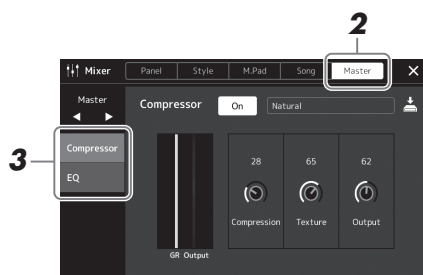 2
Mixer
Panel
Style
M.Pad
Song
Master
Master
Compressor
On
Natural
3
Compressor
EQ
28
65
62
Compression
Texture
Output
GR Output